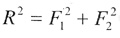 R² = F₁² + F₂²